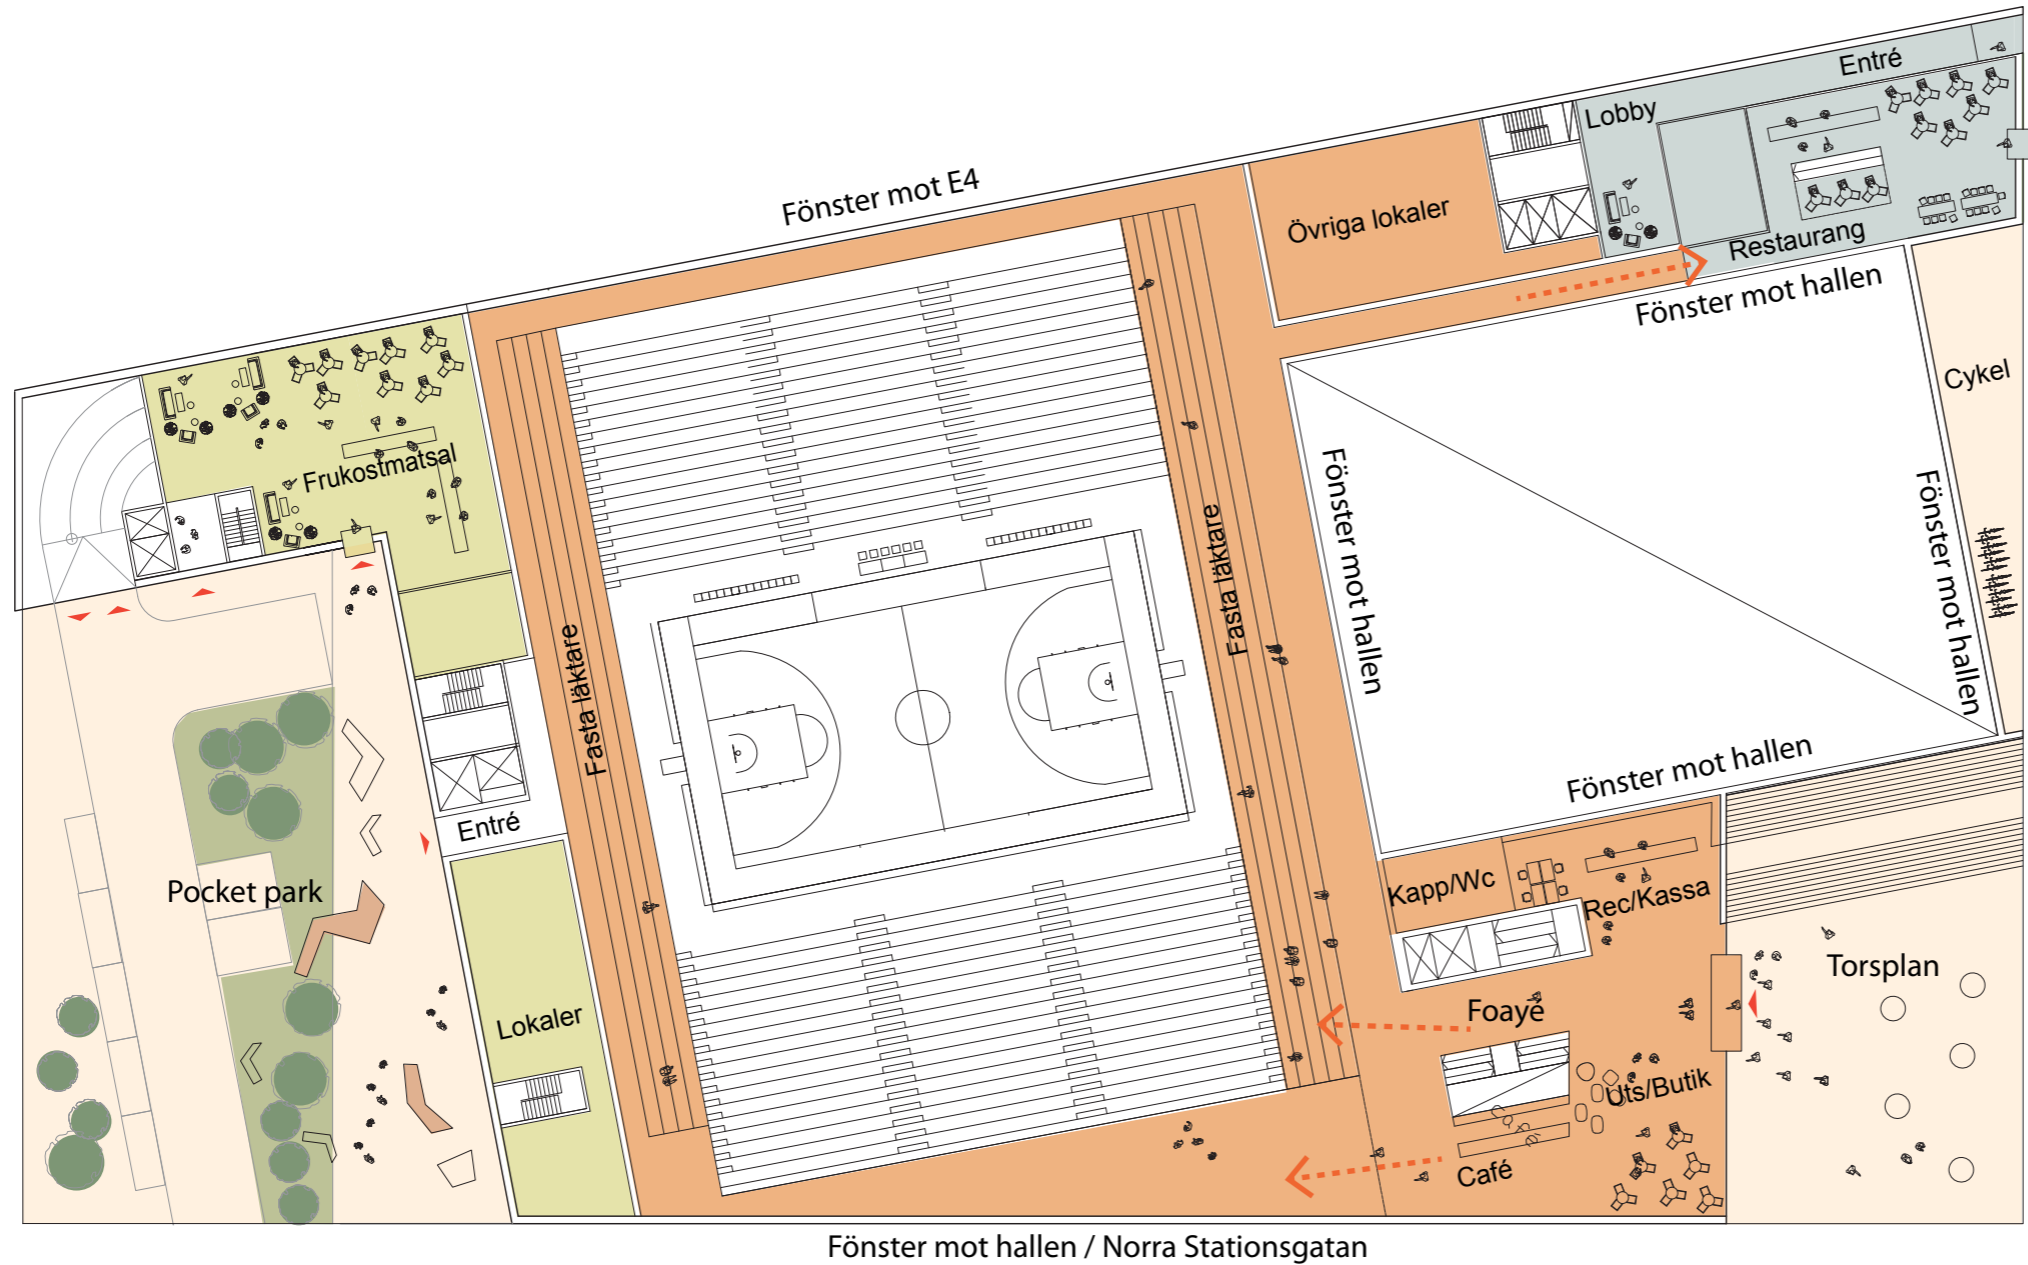 Entré
Lobby
Fönster mot E4
Övriga lokaler
Restaurang
Fönster mot hallen
Cykel
Frukostmatsal
Fasta läktare
Fönster mot hallen
Fönster mot hallen
Fasta läktare
Fönster mot hallen
Entré
Kapp/Wc
Rec/Kassa
Pocket park
Torsplan
Foayé
Lokaler
Uts/Butik
Café
Fönster mot hallen / Norra Stationsgatan